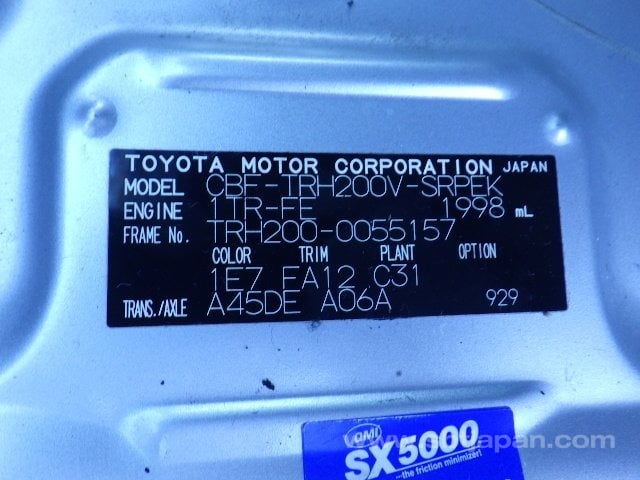 TOYOTA MOTOR CORPORATION JAPAN
MODEL CBF-TRH200V-SRPEK
ENGINE 1TR-FE 1998 mL
FRAME No. TRH200-0055157
COLOR TRIM PLANT OPTION
1E7 FA12 C31
TRANS./AXLE A45DE A06A 929
QMI
SX5000
...the friction minimizer!